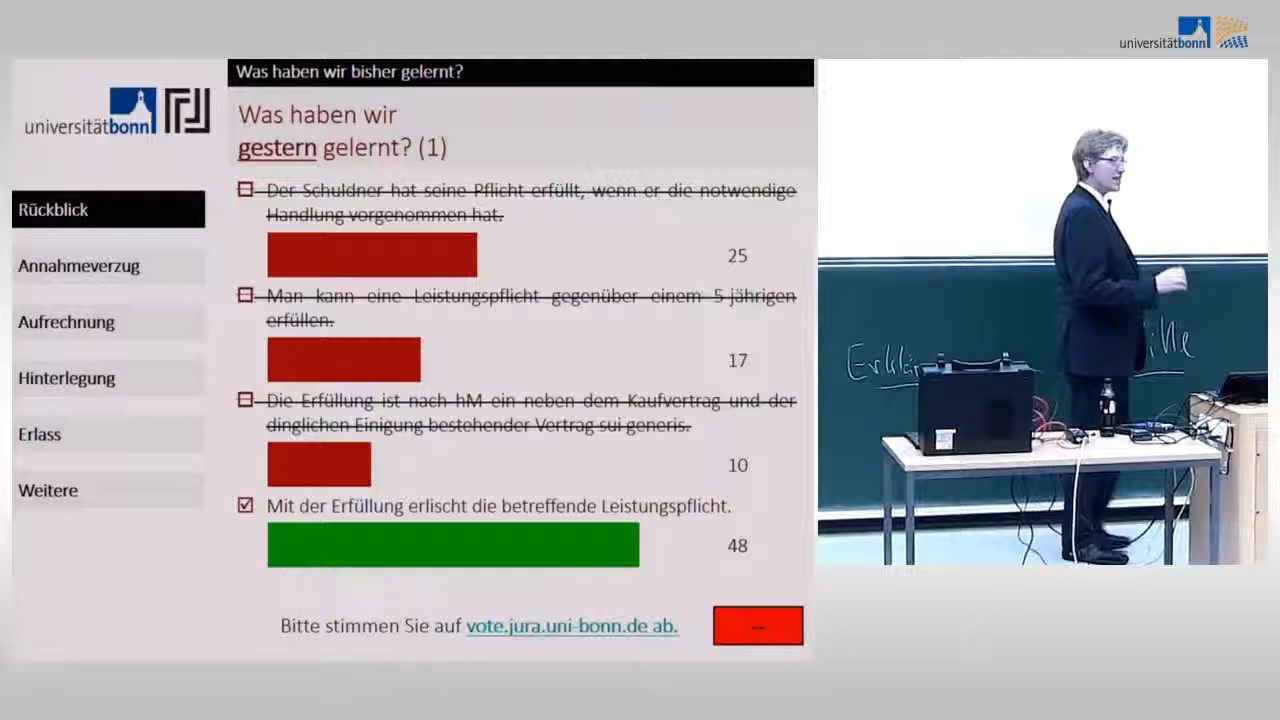 universitätbonn
Was haben wir bisher gelernt?
universitätbonn
Was haben wir
gestern gelernt? (1)
Rückblick
Annahmeverzug
Aufrechnung
Hinterlegung
Erlass
Weitere
Der Schuldner hat seine Pflicht erfüllt, wenn er die notwendige
Handlung vorgenommen hat.
25
Man kann eine Leistungspflicht gegenüber einem 5-jährigen
erfüllen.
17
Die Erfüllung ist nach hM ein neben dem Kaufvertrag und der
dinglichen Einigung bestehender Vertrag sui generis.
10
Mit der Erfüllung erlischt die betreffende Leistungspflicht.
48
Bitte stimmen Sie auf vote.jura.uni-bonn.de ab.
--